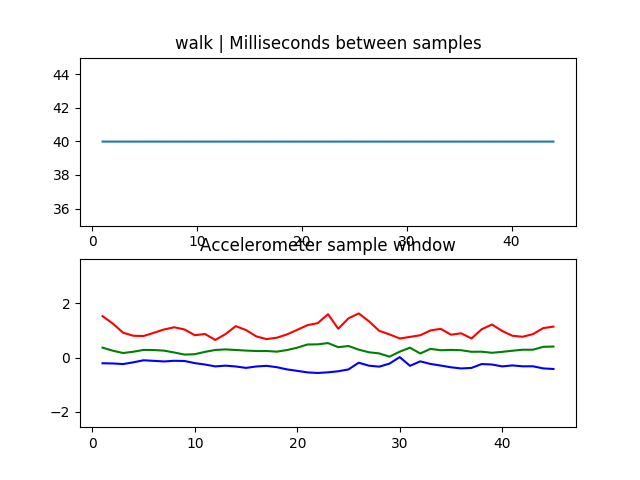 walk | Milliseconds between samples
44
42
40
38
36
0 10 20 30 40
Accelerometer sample window
2
0
−2
0 10 20 30 40